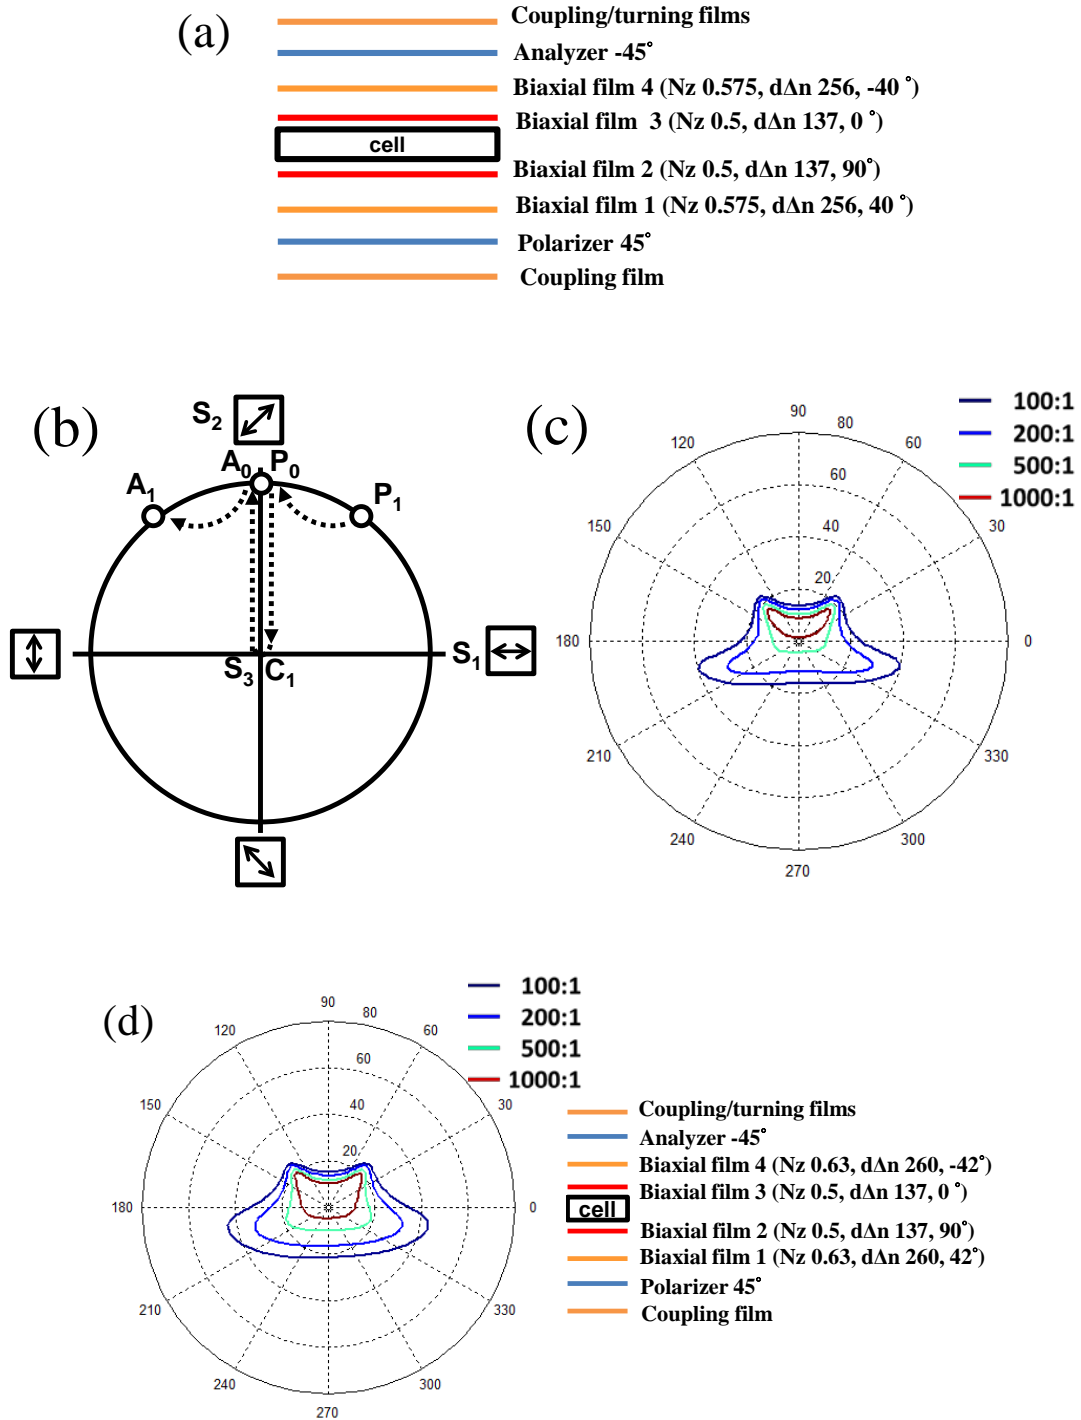 (a)
Coupling/turning films
Analyzer -45°
Biaxial film 4 (Nz 0.575, dΔn 256, -40 °)
Biaxial film  3 (Nz 0.5, dΔn 137, 0 °)
cell
Biaxial film 2 (Nz 0.5, dΔn 137, 90°)
Biaxial film 1 (Nz 0.575, dΔn 256, 40 °)
Polarizer 45°
Coupling film
(b)
S2
A0 P0
A1
P1
S3 C1
S1
(c)
100:1
200:1
500:1
1000:1
90
120
80
60
60
150
40
30
20
180
0
210
330
240
300
270
(d)
100:1
200:1
500:1
1000:1
90
120
80
60
60
150
40
30
20
180
0
210
330
240
300
270
Coupling/turning films
Analyzer -45°
Biaxial film 4 (Nz 0.63, dΔn 260, -42°)
Biaxial film 3 (Nz 0.5, dΔn 137, 0 °)
cell
Biaxial film 2 (Nz 0.5, dΔn 137, 90°)
Biaxial film 1 (Nz 0.63, dΔn 260, 42°)
Polarizer 45°
Coupling film